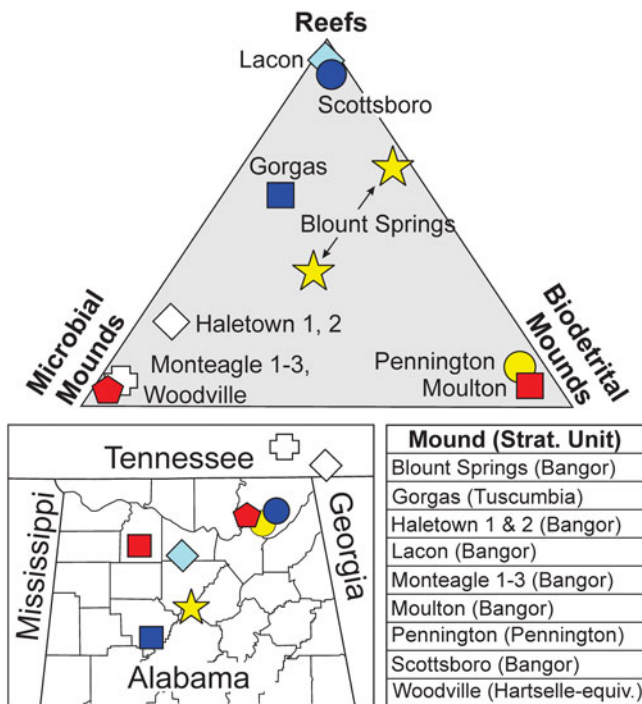 Reefs
Lacon
Scottsboro
Gorgas
Blount Springs
Haletown 1, 2
Microbial
Mounds
Monteagle 1-3,
Woodville
Biodetrital
Mounds
Pennington
Moulton
Tennessee
Mississippi
Georgia
Alabama
Mound (Strat. Unit)
Blount Springs (Bangor)
Gorgas (Tuscumbia)
Haletown 1 & 2 (Bangor)
Lacon (Bangor)
Monteagle 1-3 (Bangor)
Moulton (Bangor)
Pennington (Pennington)
Scottsboro (Bangor)
Woodville (Hartselle-equiv.)